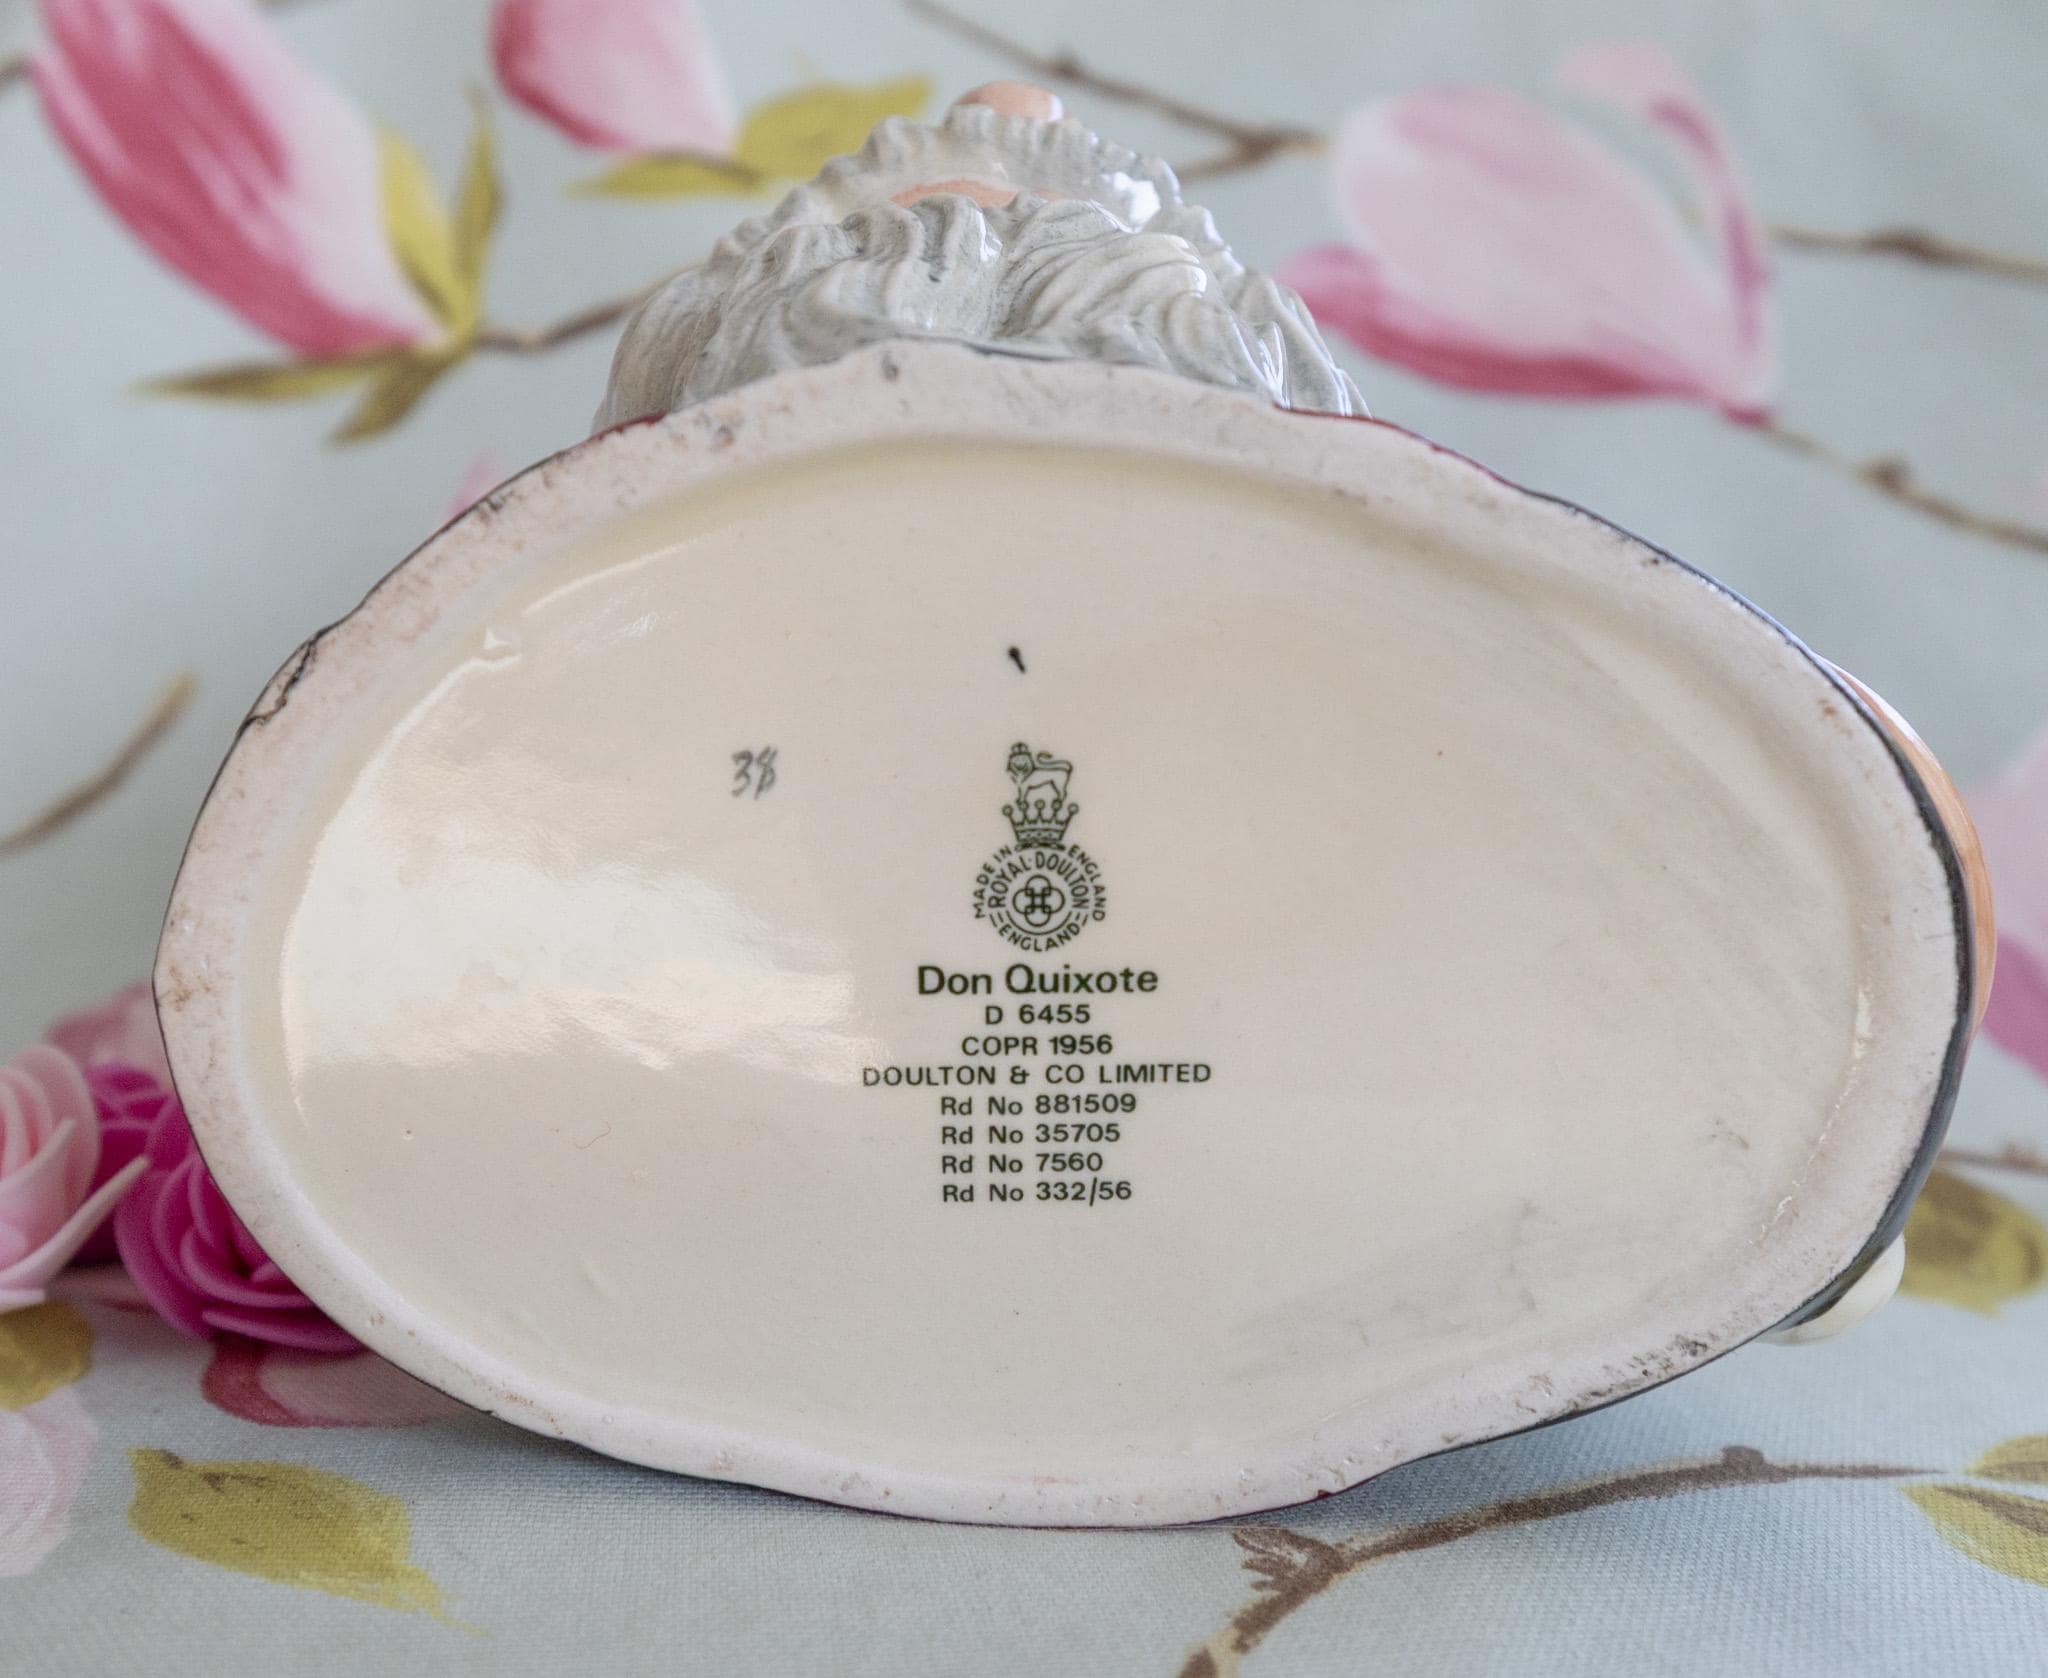 38
MADE IN ENGLAND
ROYAL·DOULTON
ENGLAND
Don Quixote
D 6455
COPR 1956
DOULTON & CO LIMITED
Rd No 881509
Rd No 35705
Rd No 7560
Rd No 332/56